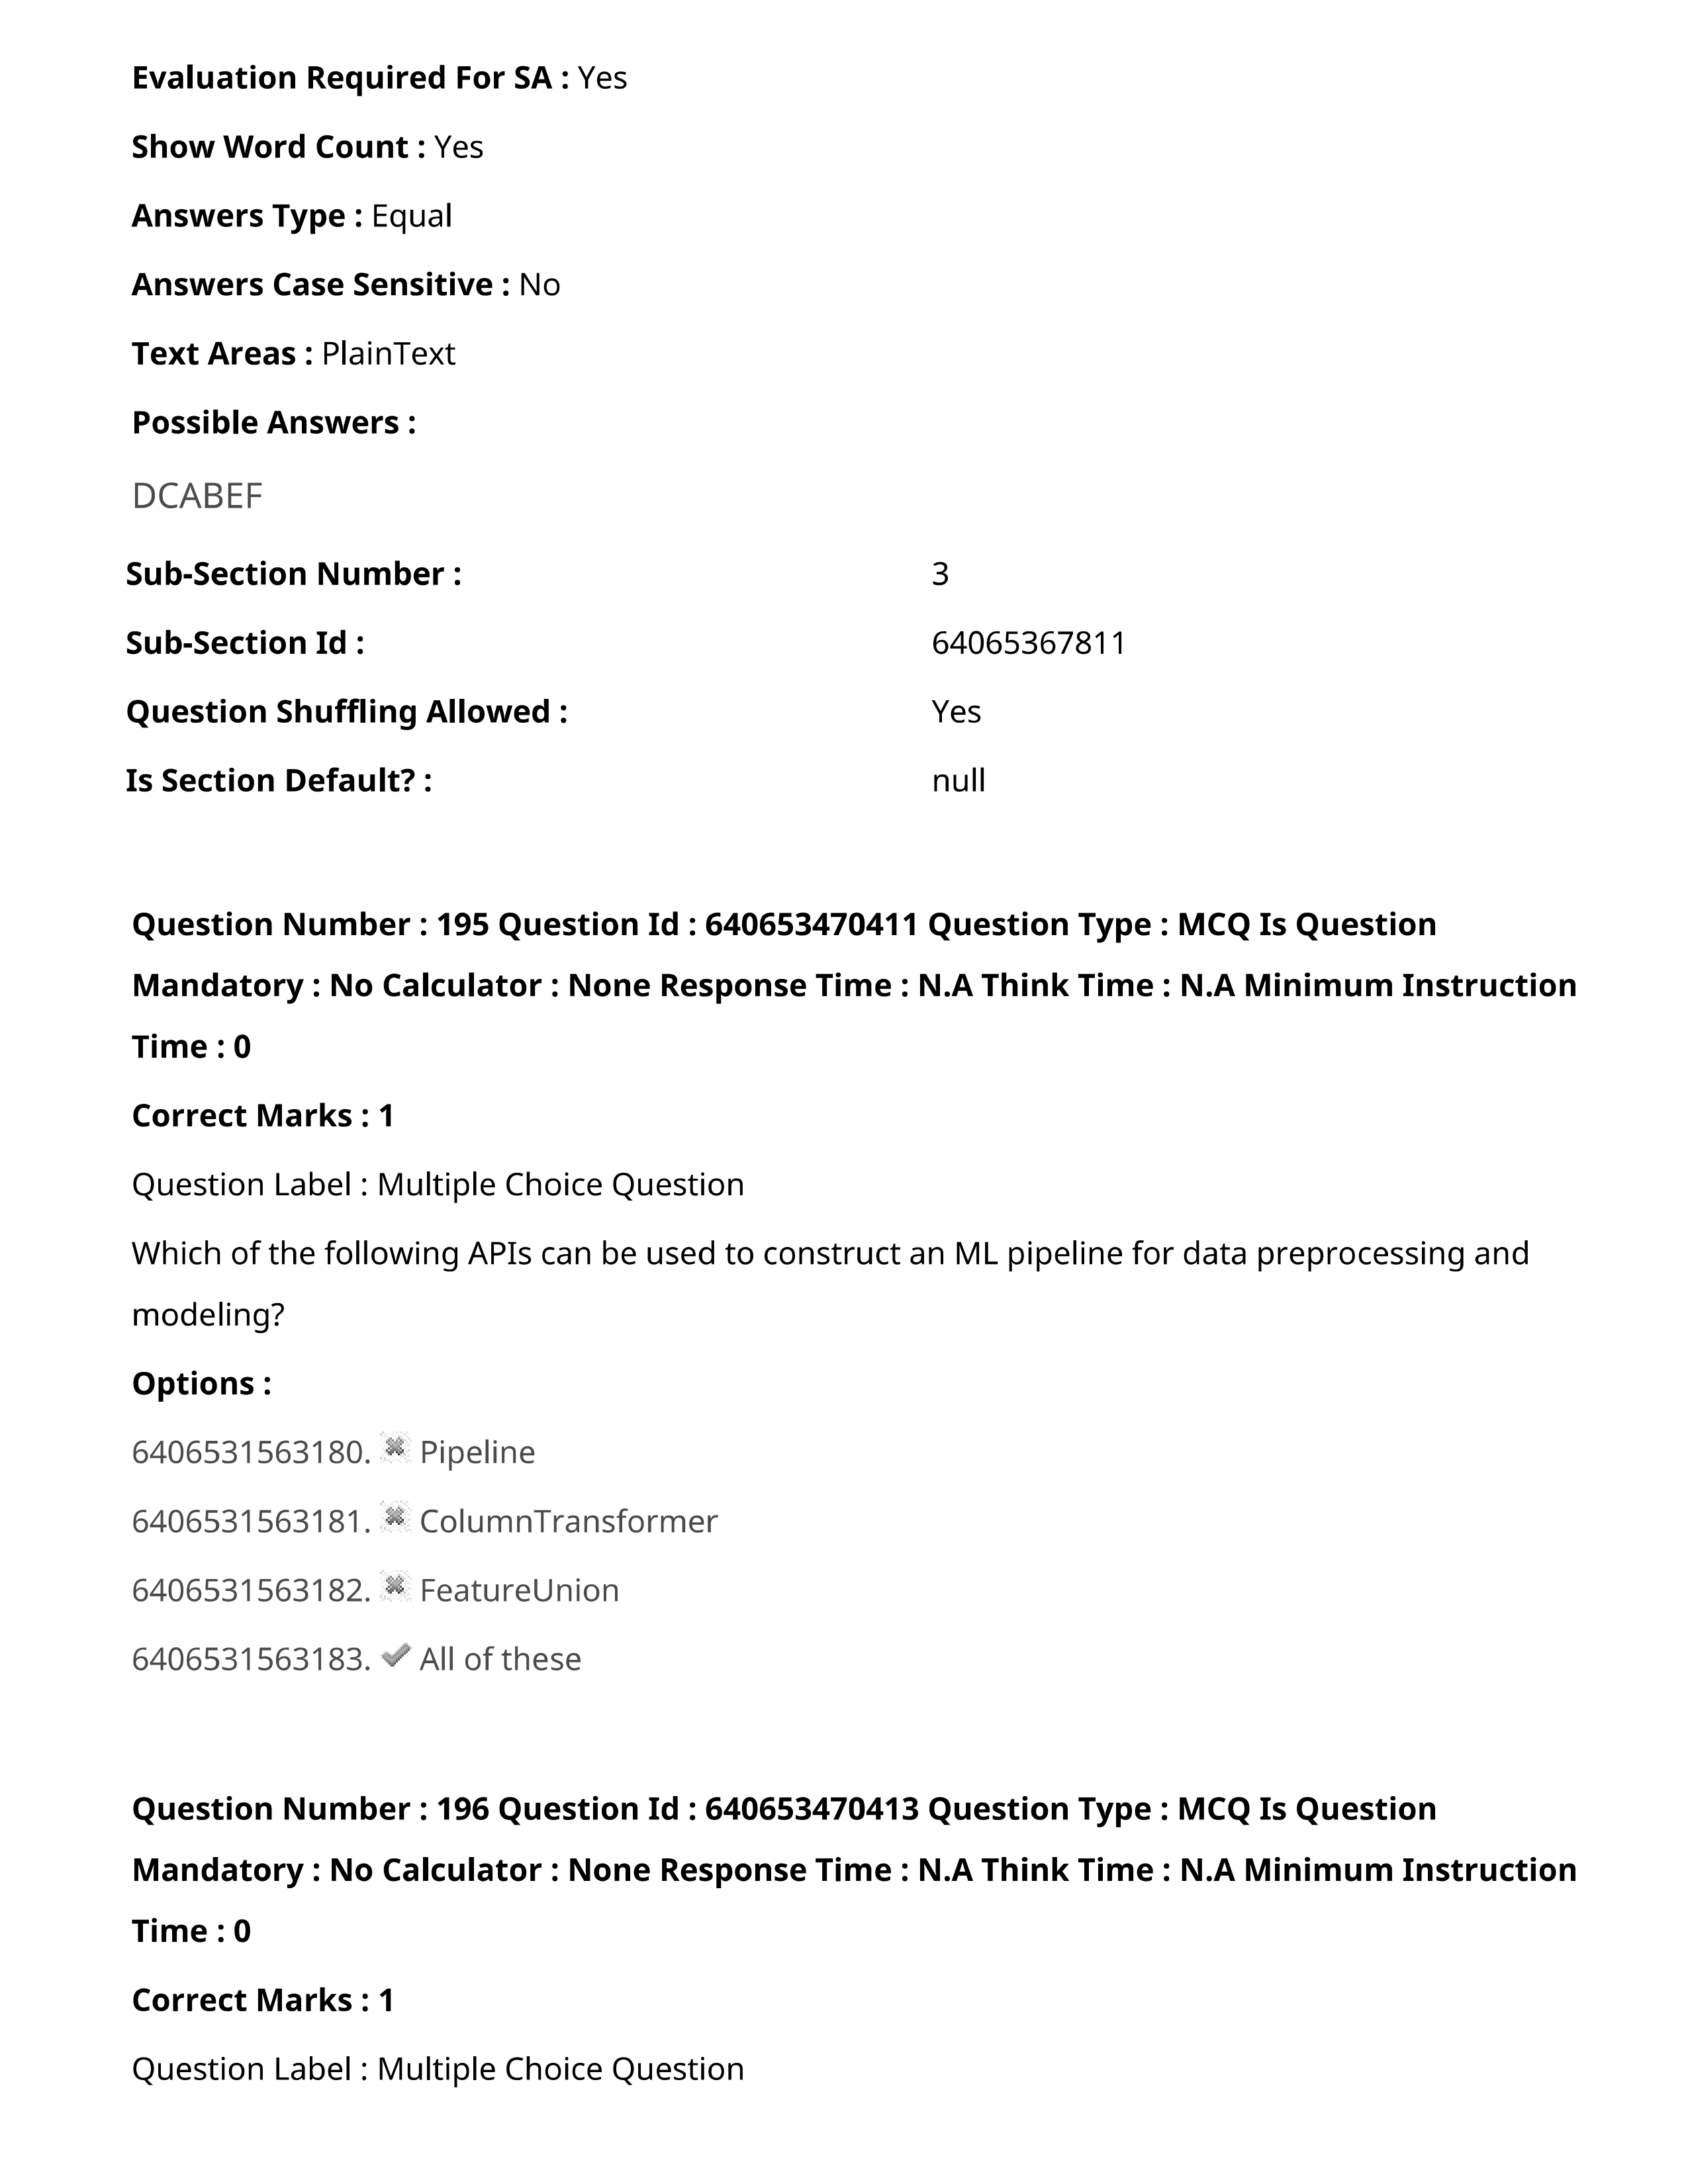 Evaluation Required For SA : Yes
Show Word Count : Yes
Answers Type : Equal
Answers Case Sensitive : No
Text Areas : PlainText
Possible Answers :
DCABEF
Sub-Section Number : 3
Sub-Section Id : 64065367811
Question Shuffling Allowed : Yes
Is Section Default? : null
Question Number : 195 Question Id : 640653470411 Question Type : MCQ Is Question
Mandatory : No Calculator : None Response Time : N.A Think Time : N.A Minimum Instruction
Time : 0
Correct Marks : 1
Question Label : Multiple Choice Question
Which of the following APIs can be used to construct an ML pipeline for data preprocessing and
modeling?
Options :
6406531563180. Pipeline
6406531563181. ColumnTransformer
6406531563182. FeatureUnion
6406531563183. All of these
Question Number : 196 Question Id : 640653470413 Question Type : MCQ Is Question
Mandatory : No Calculator : None Response Time : N.A Think Time : N.A Minimum Instruction
Time : 0
Correct Marks : 1
Question Label : Multiple Choice Question